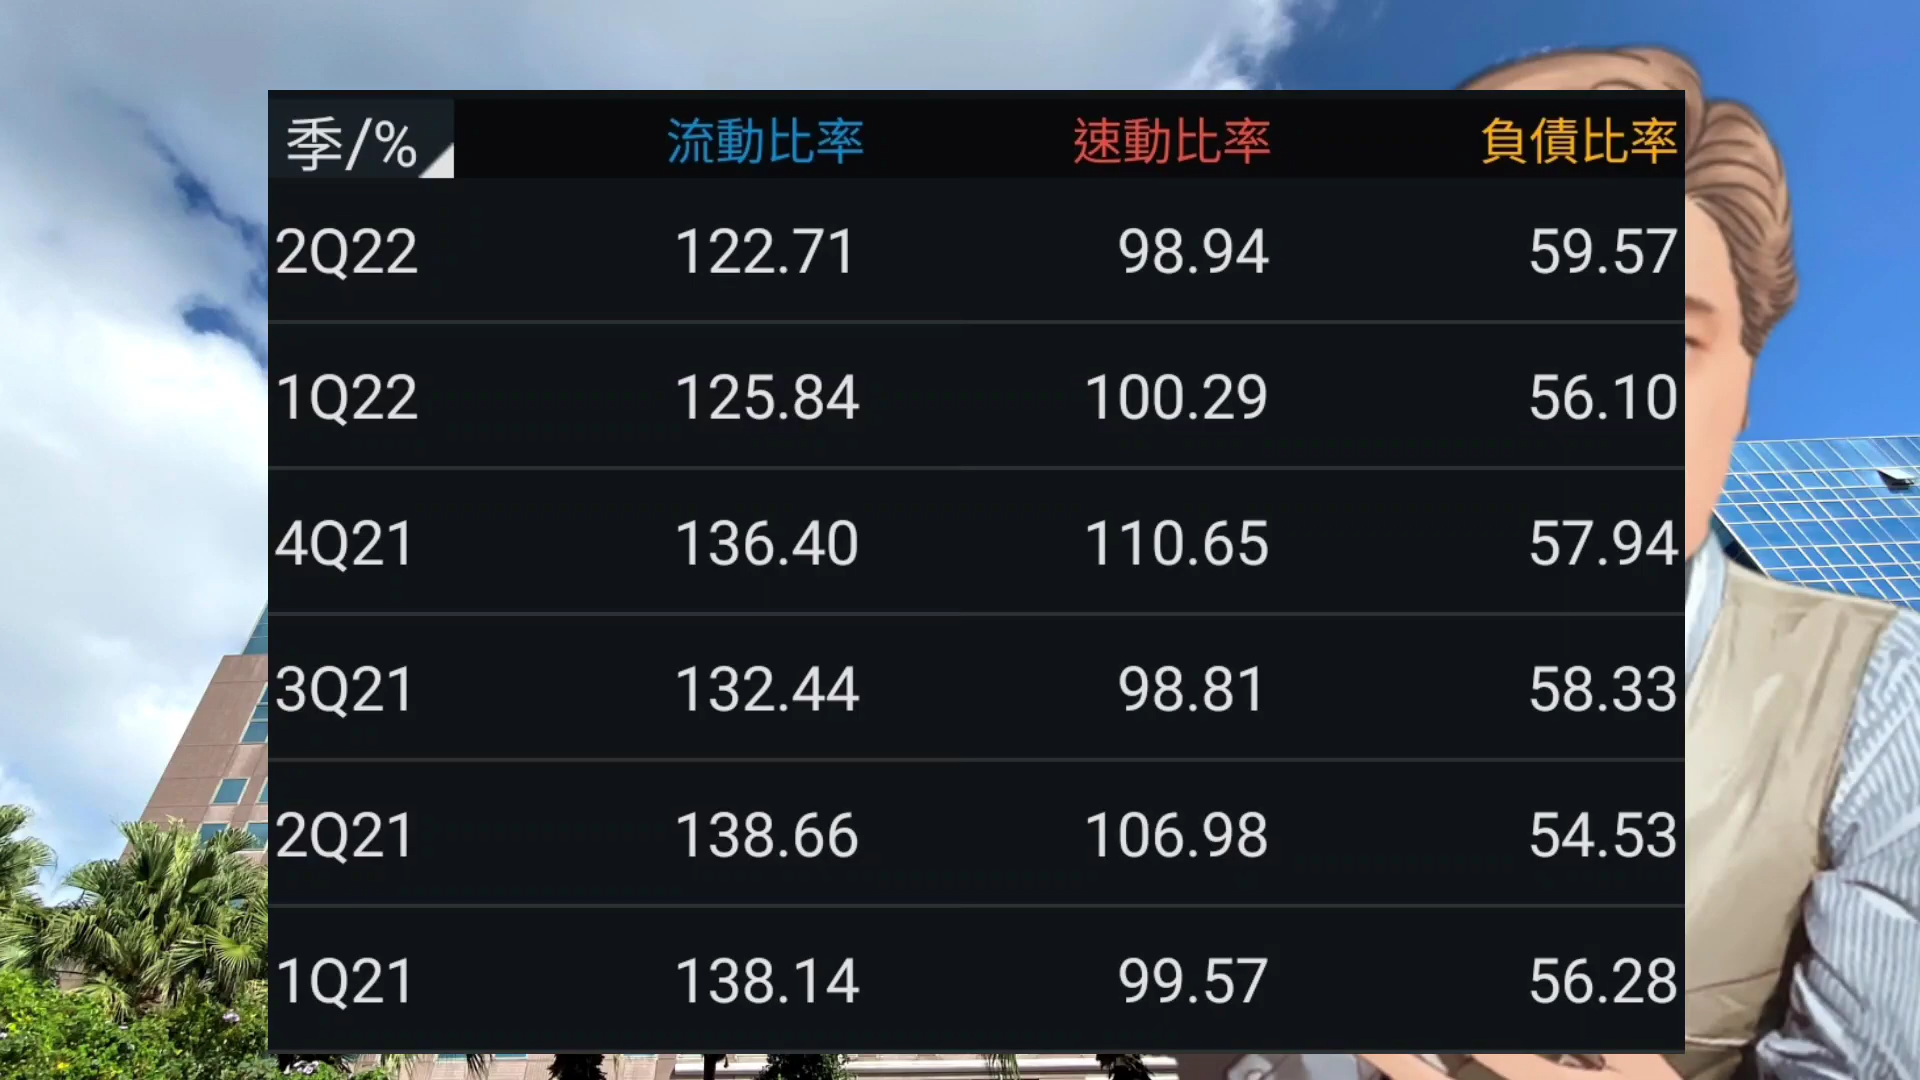 季/% 流動比率 速動比率 負債比率
2Q22 122.71 98.94 59.57
1Q22 125.84 100.29 56.10
4Q21 136.40 110.65 57.94
3Q21 132.44 98.81 58.33
2Q21 138.66 106.98 54.53
1Q21 138.14 99.57 56.28